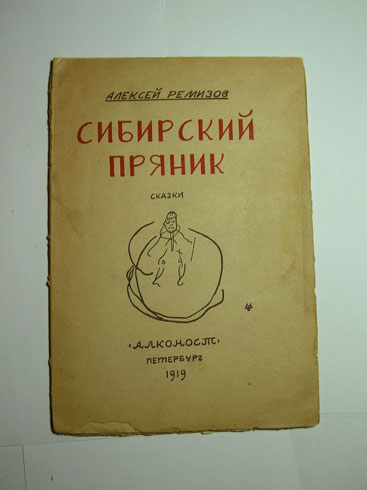 АЛЕКСЕЙ РЕМИЗОВ
СИБИРСКИЙ
ПРЯНИК
СКАЗКИ
«АЛКОНОСТ»
ПЕТЕРБУРГ
1919